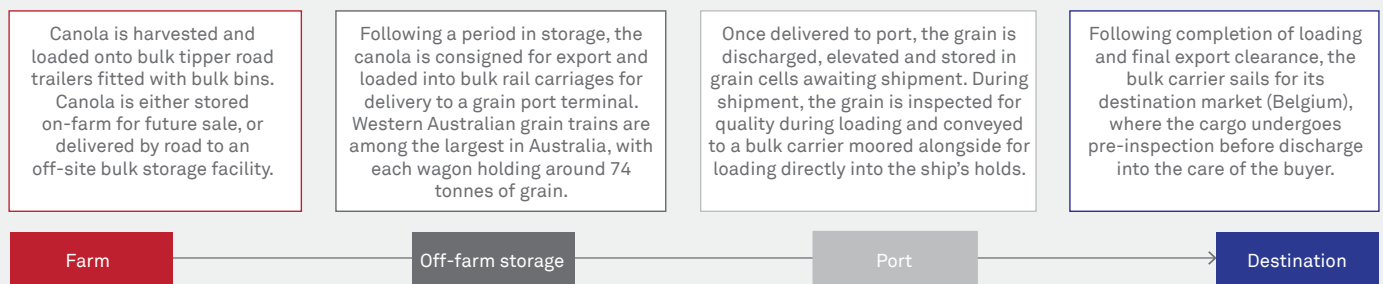 Canola is harvested and
loaded onto bulk tipper road
trailers fitted with bulk bins.
Canola is either stored
on-farm for future sale, or
delivered by road to an
off-site bulk storage facility.
Following a period in storage, the
canola is consigned for export and
loaded into bulk rail carriages for
delivery to a grain port terminal.
Western Australian grain trains are
among the largest in Australia, with
each wagon holding around 74
tonnes of grain.
Once delivered to port, the grain is
discharged, elevated and stored in
grain cells awaiting shipment. During
shipment, the grain is inspected for
quality during loading and conveyed
to a bulk carrier moored alongside for
loading directly into the ship's holds.
Following completion of loading
and final export clearance, the
bulk carrier sails for its
destination market (Belgium),
where the cargo undergoes
pre-inspection before discharge
into the care of the buyer.
Farm
Off-farm storage
Port
Destination